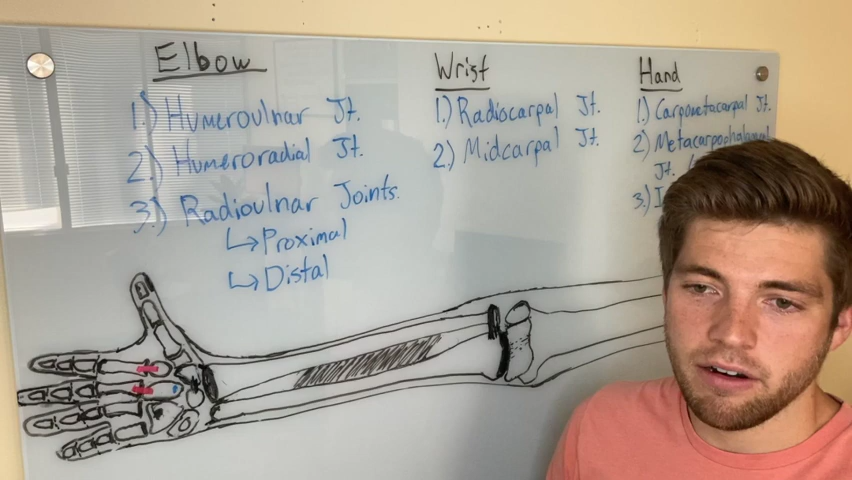 Elbow
1.) Humeroulnar Jt.
2.) Humeroradial Jt.
3.) Radioulnar Joints.
↳ Proximal
↳ Distal
Wrist
1.) Radiocarpal Jt.
2.) Midcarpal Jt.
Hand
1.) Carpometacarpal Jt.
2.) Metacarpophalangeal
Jt.
3.)